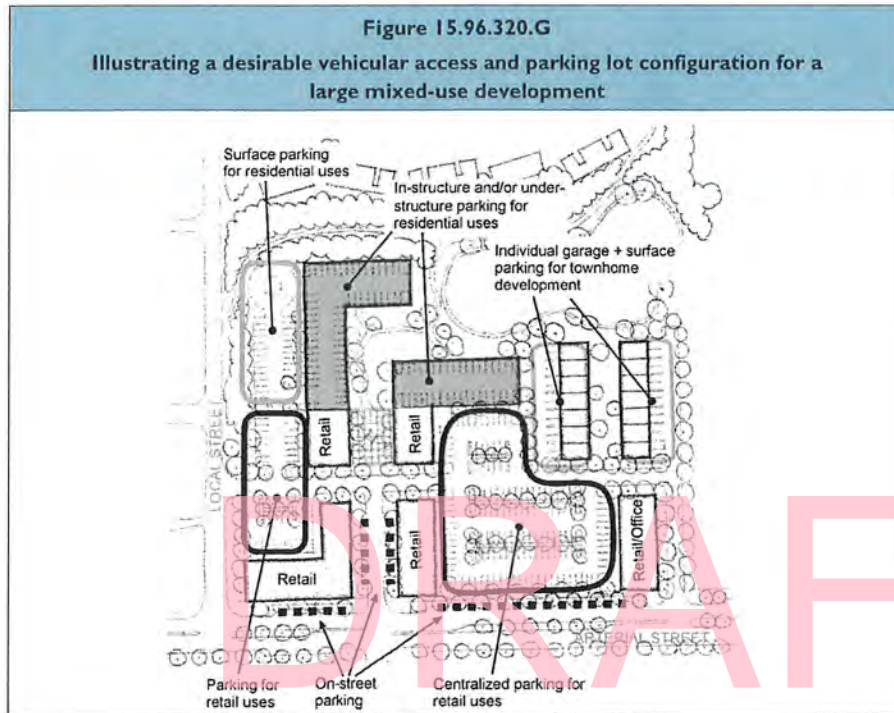 Figure 15.96.320.G
Illustrating a desirable vehicular access and parking lot configuration for a
large mixed-use development
Surface parking
for residential uses
In-structure and/or under-
structure parking for
residential uses
Individual garage + surface
parking for townhome
development
LOCAL STREET
Retail
Retail
Retail
Retail
Retail/Office
ARTERIAL STREET
Parking for
retail uses
On-street
parking
Centralized parking for
retail uses
DRAF